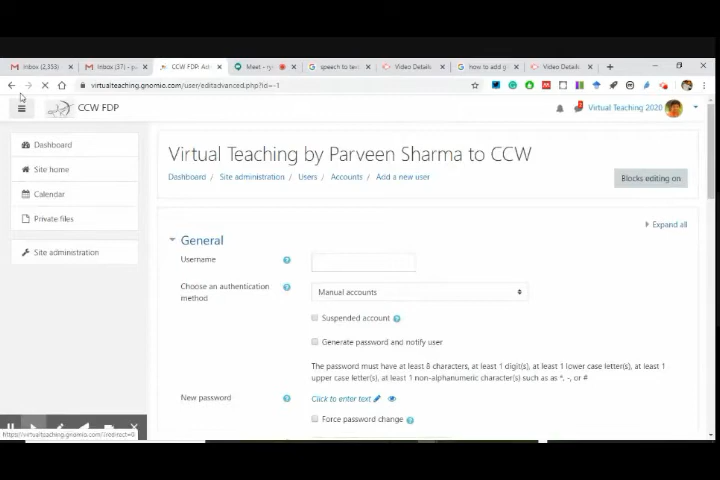 Inbox (2,353)
Inbox (37) - p
CCW FDP: Ad
Meet -
speech to tex
Video Details
how to add g
Video Details
virtualteaching.gnomio.com/user/editadvanced.php?id=-1
CCW FDP
Virtual Teaching 2020
Dashboard
Site home
Calendar
Private files
Site administration
Virtual Teaching by Parveen Sharma to CCW
Dashboard / Site administration / Users / Accounts / Add a new user
Blocks editing on
Expand all
General
Username
Choose an authentication
method
Manual accounts
Suspended account
Generate password and notify user
The password must have at least 8 characters, at least 1 digit(s), at least 1 lower case letter(s), at least 1
upper case letter(s), at least 1 non-alphanumeric character(s) such as as *, -, or #
New password
Click to enter text
Force password change
https://virtualteaching.gnomio.com/?redirect=0